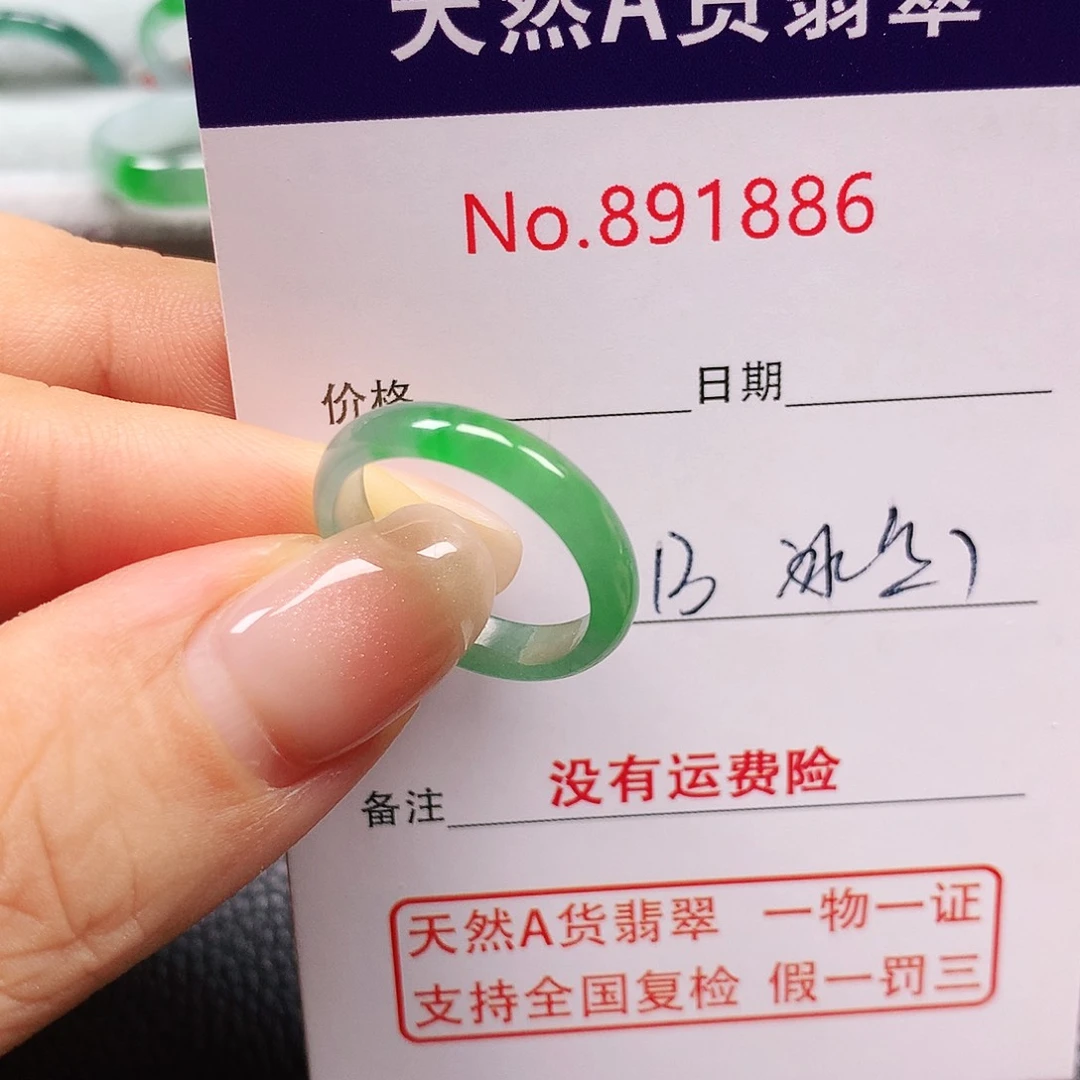 天然A货翡翠
No.891886
价格 日期
13
备注 没有运费险
天然A货翡翠 一物一证
支持全国复检 假一罚三